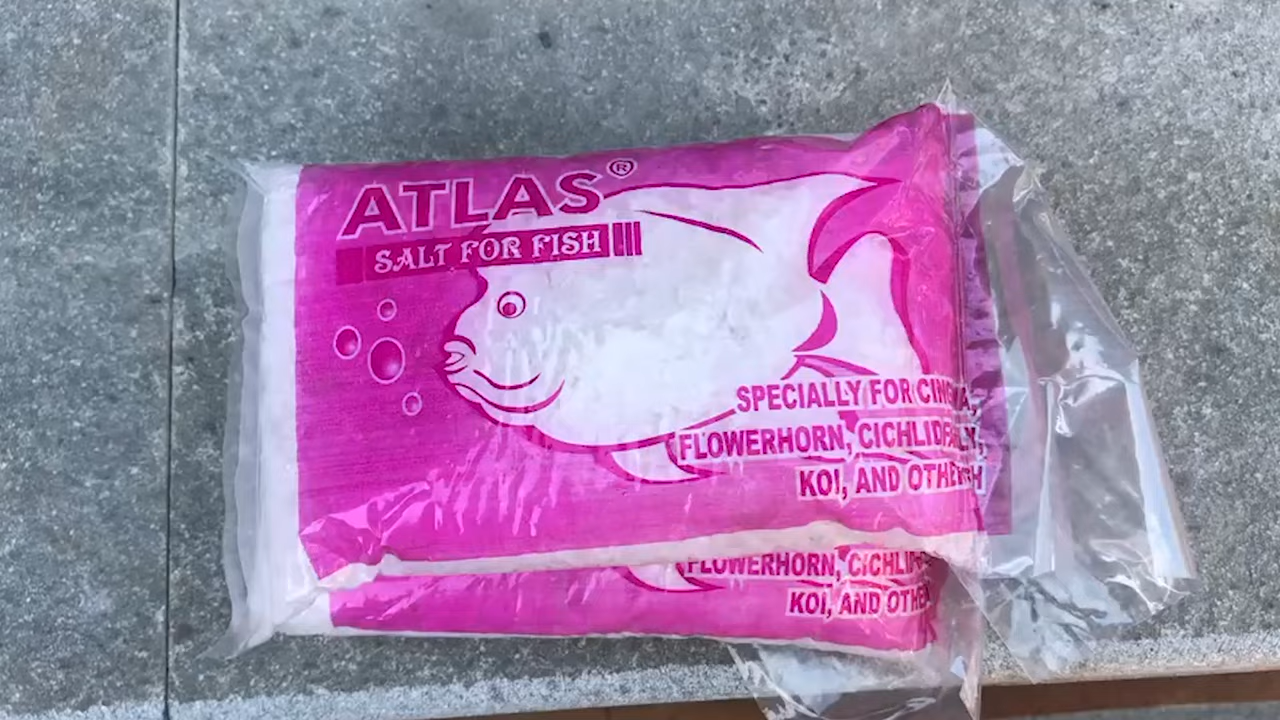 ATLAS®
SALT FOR FISH
SPECIALLY FOR
FLOWERHORN,
KOI, AND
FLOWERHORN,
KOI, AND